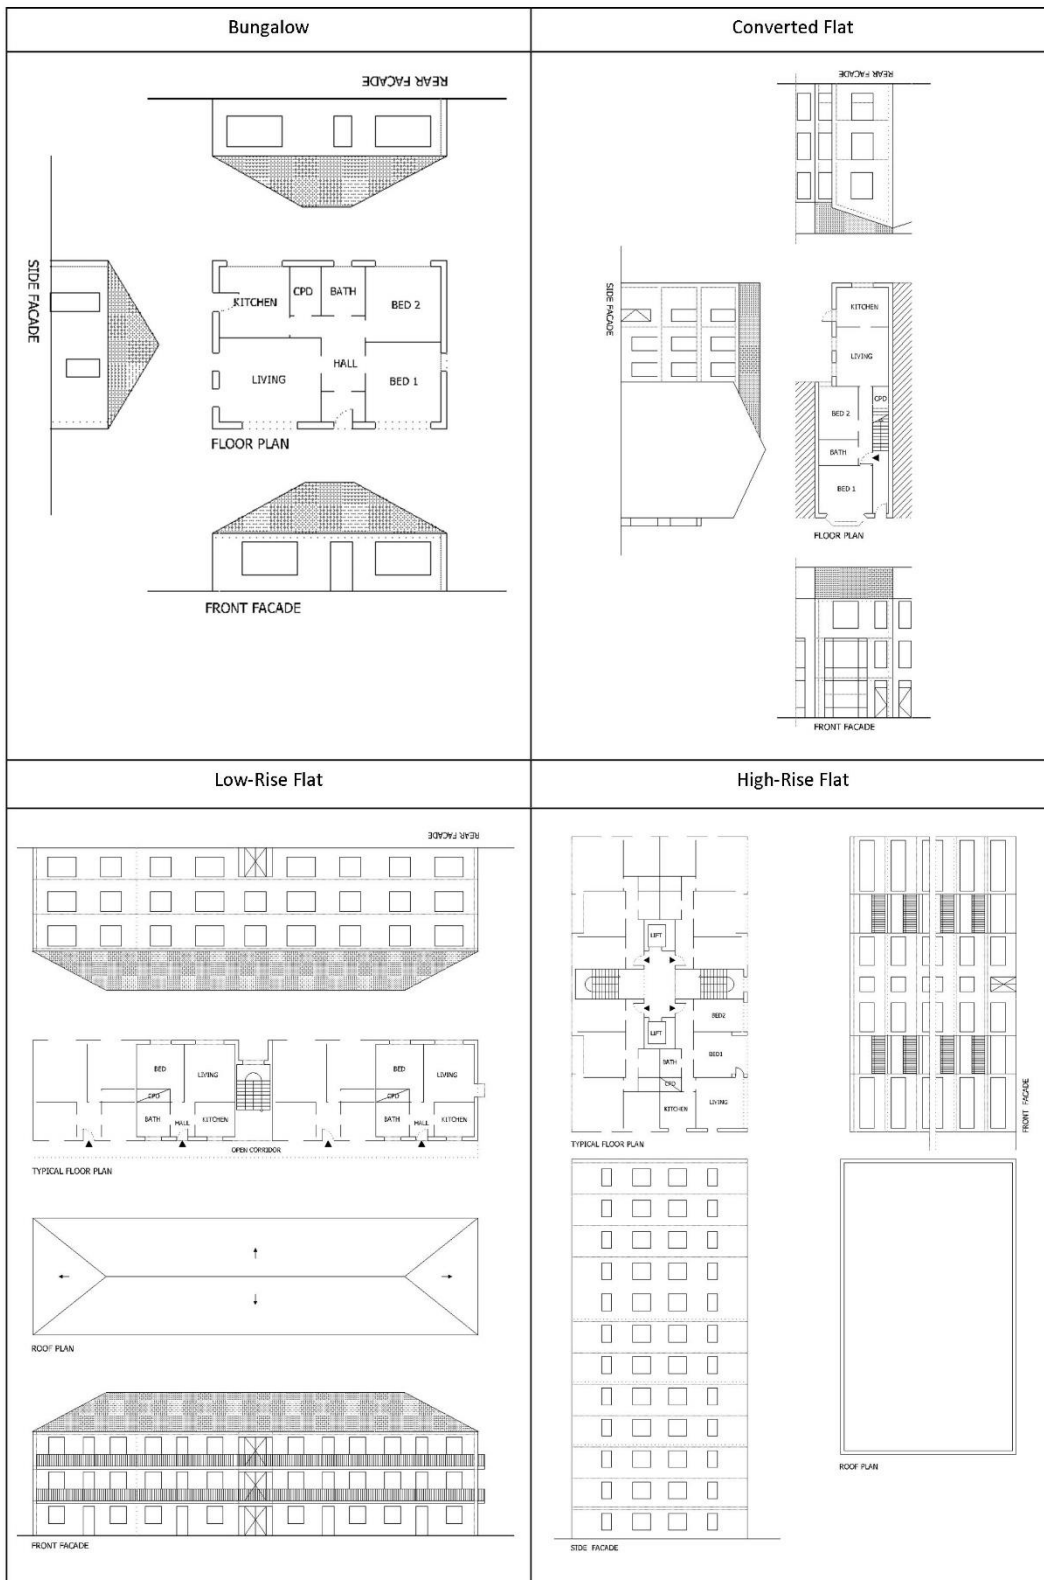 Bungalow
REAR FACADE
SIDE FACADE
KITCHEN
CPD
BATH
BED 2
HALL
LIVING
BED 1
FLOOR PLAN
FRONT FACADE
Converted Flat
REAR FACADE
SIDE FACADE
KITCHEN
LIVING
BED 2
CPD
BATH
BED 1
FLOOR PLAN
FRONT FACADE
Low-Rise Flat
REAR FACADE
BED
LIVING
CPD
BATH
HALL
KITCHEN
BED
LIVING
CPD
BATH
HALL
KITCHEN
OPEN CORRIDOR
TYPICAL FLOOR PLAN
ROOF PLAN
FRONT FACADE
High-Rise Flat
LIFT
LIFT
BED2
BED1
BATH
CPD
KITCHEN
LIVING
TYPICAL FLOOR PLAN
FRONT FACADE
SIDE FACADE
ROOF PLAN